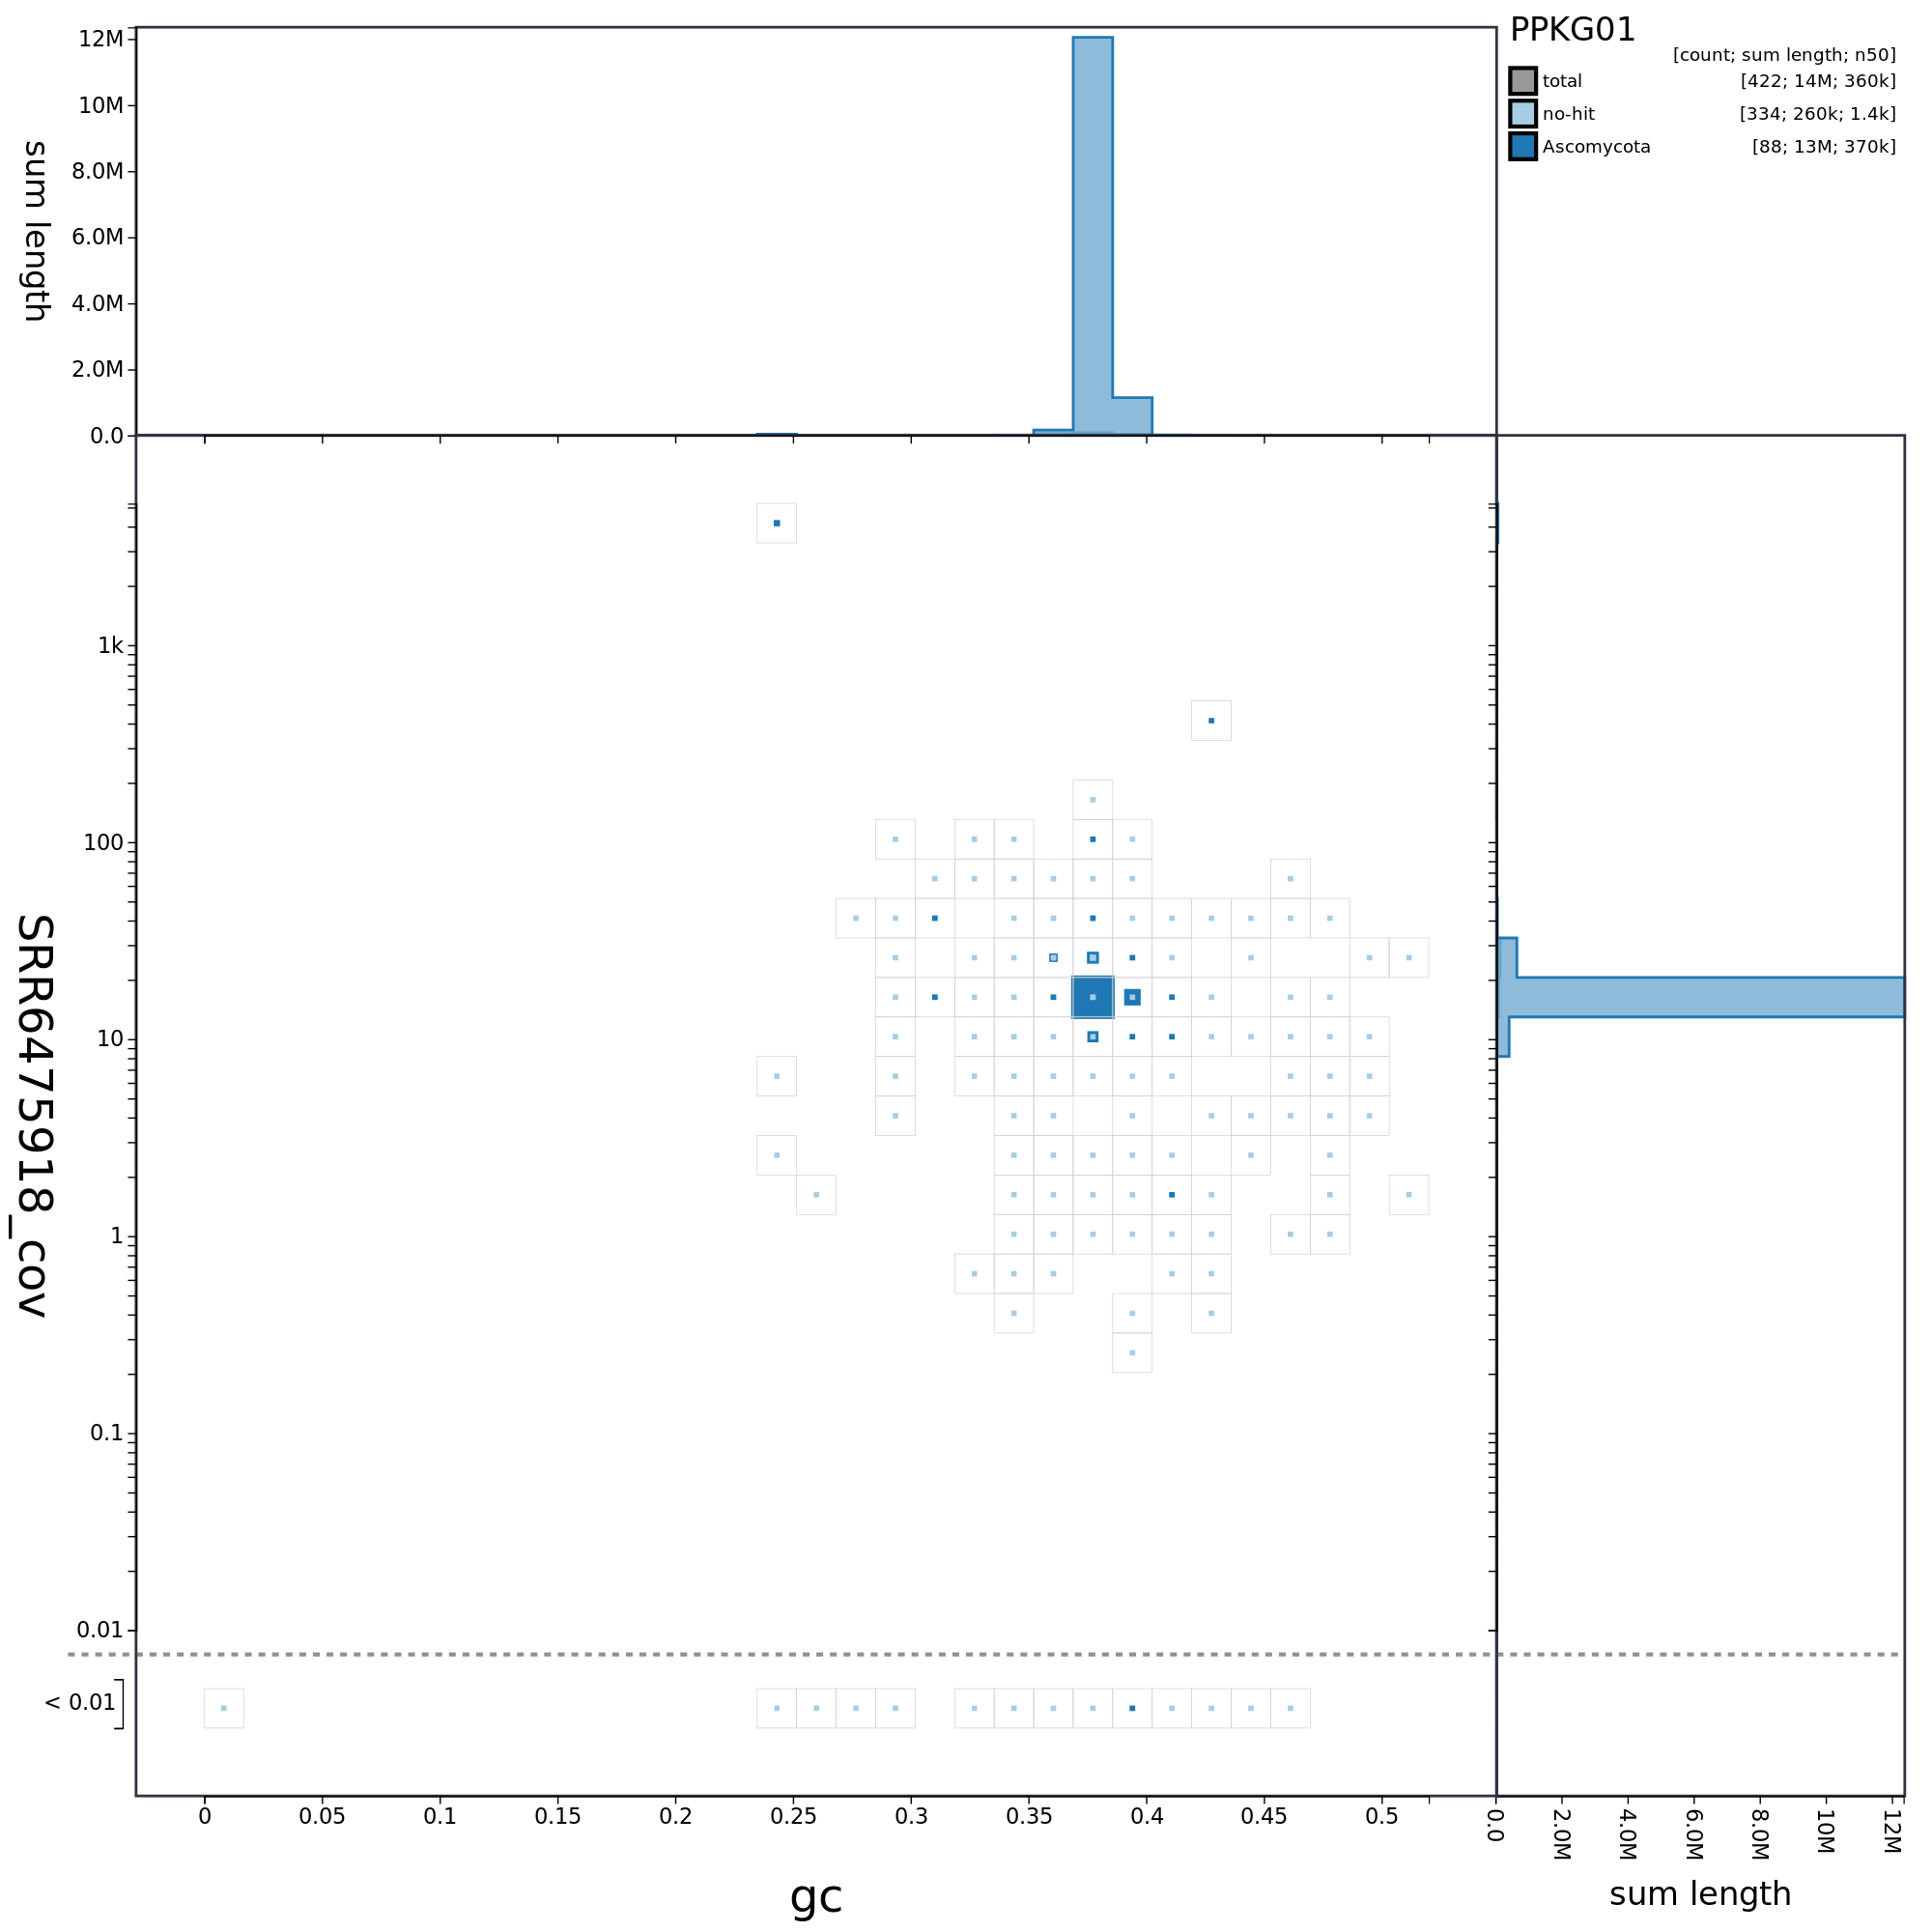 PPKG01
[count; sum length; n50]
total [422; 14M; 360k]
no-hit [334; 260k; 1.4k]
Ascomycota [88; 13M; 370k]
sum length
12M
10M
8.0M
6.0M
4.0M
2.0M
0.0
SRR6475918_cov
1k
100
10
1
0.1
0.01
< 0.01
0 0.05 0.1 0.15 0.2 0.25 0.3 0.35 0.4 0.45 0.5
gc
0.0 2.0M 4.0M 6.0M 8.0M 10M 12M
sum length